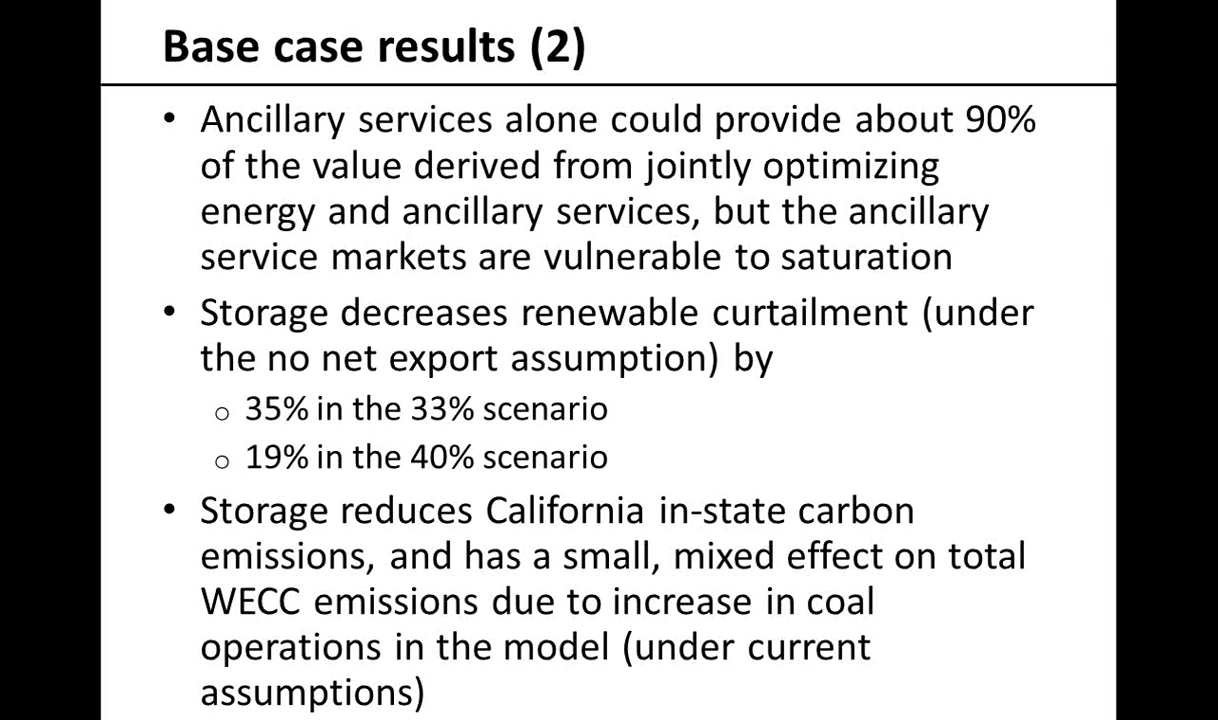 Base case results (2)
• Ancillary services alone could provide about 90%
of the value derived from jointly optimizing
energy and ancillary services, but the ancillary
service markets are vulnerable to saturation
• Storage decreases renewable curtailment (under
the no net export assumption) by
o 35% in the 33% scenario
o 19% in the 40% scenario
• Storage reduces California in-state carbon
emissions, and has a small, mixed effect on total
WECC emissions due to increase in coal
operations in the model (under current
assumptions)